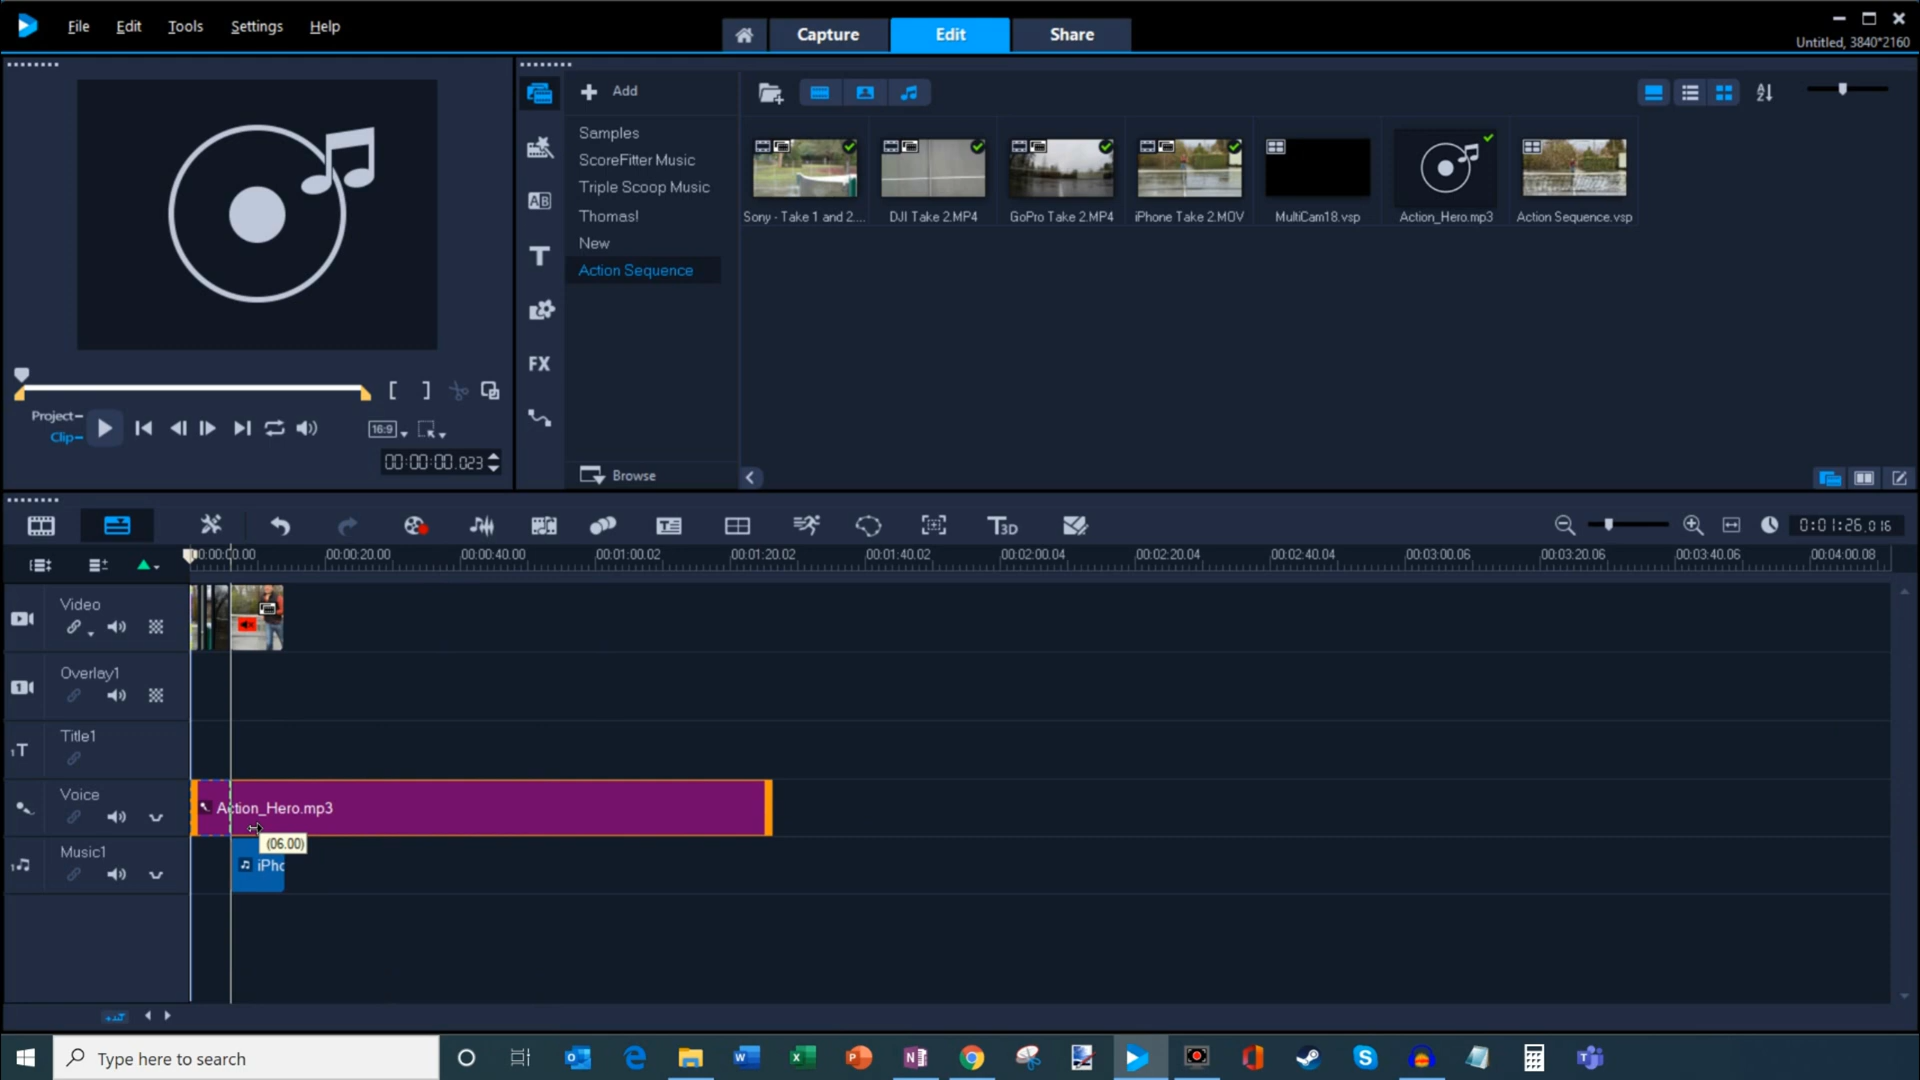 File Edit Tools Settings Help
Capture Edit Share
Untitled, 3840*2160
Add
Samples
ScoreFitter Music
Triple Scoop Music
Thomas!
New
Action Sequence
Browse
Sony - Take 1 and 2....
DJI Take 2.MP4
GoPro Take 2.MP4
iPhone Take 2.MOV
MultiCam18.vsp
Action_Hero.mp3
Action Sequence.vsp
AB
T
FX
Project-
Clip-
16:9
00:00:00.023
T3D
0:01:26.016
00:00:00.00 00:00:20.00 00:00:40.00 00:01:00.02 00:01:20.02 00:01:40.02 00:02:00.04 00:02:20.04 00:02:40.04 00:03:00.06 00:03:20.06 00:03:40.06 00:04:00.08
Video
Overlay1
Title1
Voice
Action_Hero.mp3
(06.00)
Music1
iPho
Type here to search